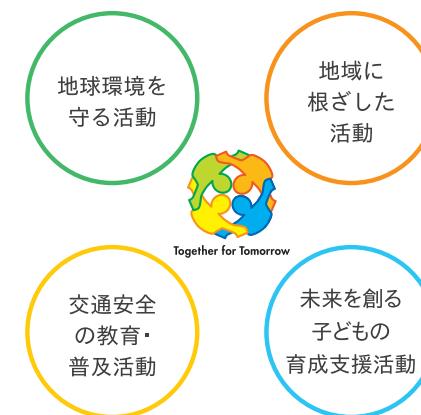 地球環境を
守る活動
地域に
根ざした
活動
Together for Tomorrow
交通安全
の教育・
普及活動
未来を創る
子どもの
育成支援活動